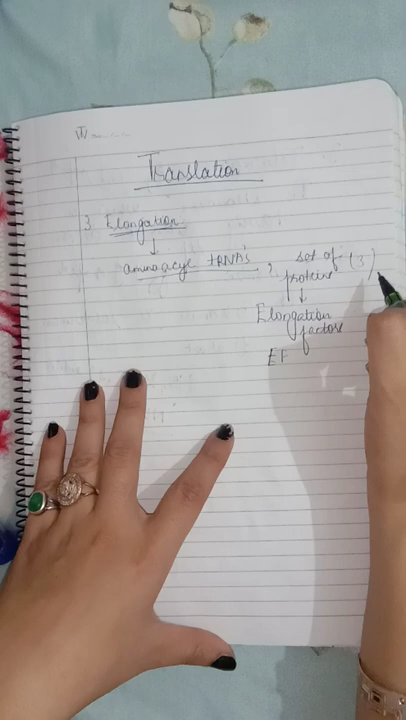 Translation
3 Elongation
↓
aminoacyl tRNA's , set of (3)
proteins
↓
Elongation
factors
EF